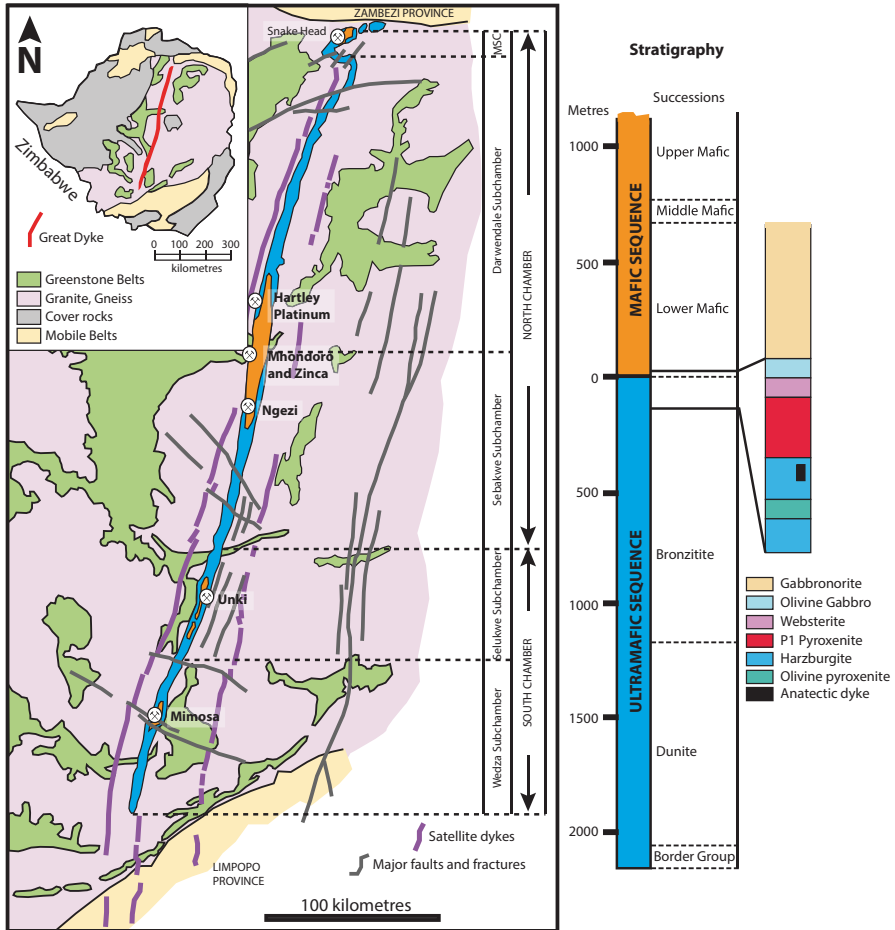 ZAMBEZI PROVINCE
Snake Head
N
Zimbabwe
Great Dyke
0 100 200 300
kilometres
Greenstone Belts
Granite, Gneiss
Cover rocks
Mobile Belts
Hartley
Platinum
Mhondoro
and Zinca
Ngezi
Unki
Mimosa
MSC
Darwendale Subchamber
Sebakwe Subchamber
Selukwe Subchamber
Wedza Subchamber
NORTH CHAMBER
SOUTH CHAMBER
Satellite dykes
Major faults and fractures
LIMPOPO
PROVINCE
100 kilometres
Stratigraphy
Metres
Successions
1000
500
0
500
1000
1500
2000
MAFIC SEQUENCE
ULTRAMAFIC SEQUENCE
Upper Mafic
Middle Mafic
Lower Mafic
Bronzitite
Dunite
Border Group
Gabbronorite
Olivine Gabbro
Websterite
P1 Pyroxenite
Harzburgite
Olivine pyroxenite
Anatectic dyke